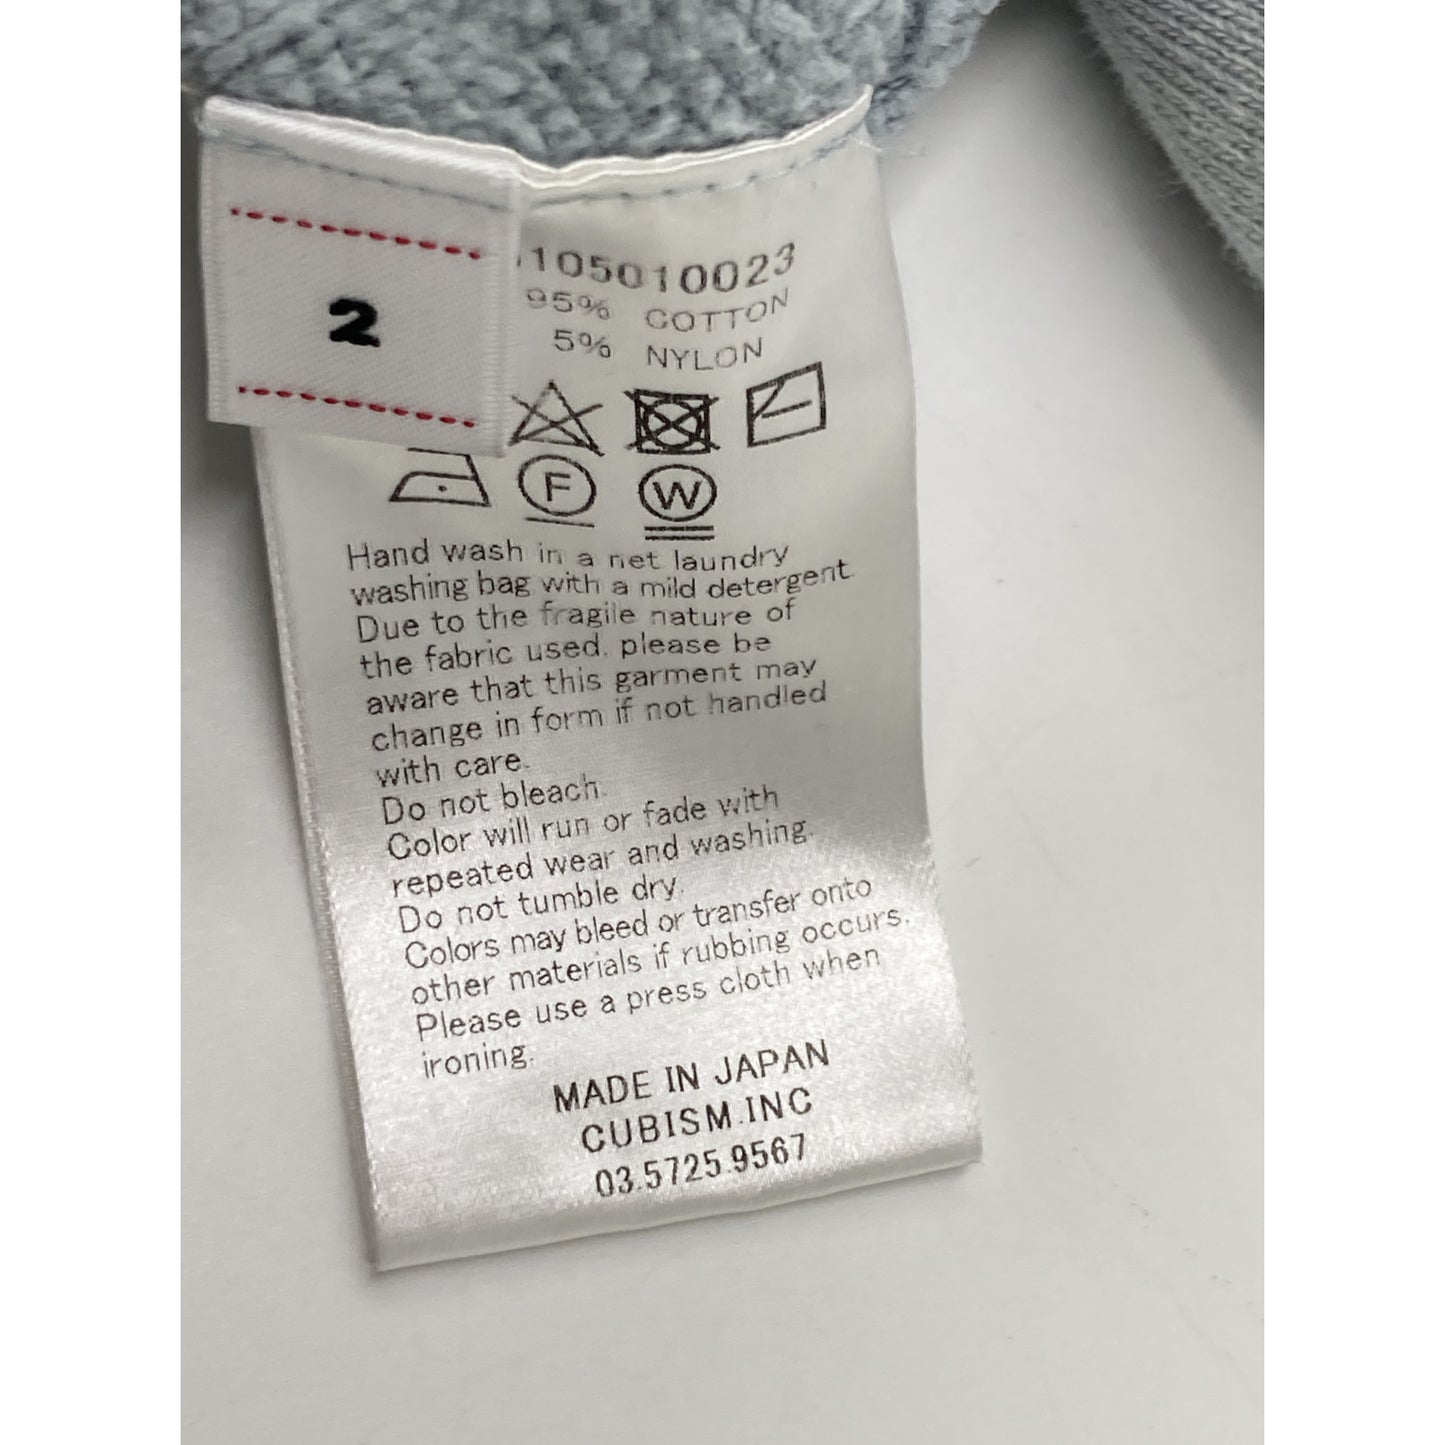 2
105010023
95% COTTON
5% NYLON
F
W
Hand wash in a net laundry
washing bag with a mild detergent.
Due to the fragile nature of
the fabric used, please be
aware that this garment may
change in form if not handled
with care.
Do not bleach.
Color will run or fade with
repeated wear and washing.
Do not tumble dry.
Colors may bleed or transfer onto
other materials if rubbing occurs.
Please use a press cloth when
ironing.
MADE IN JAPAN
CUBISM.INC
03.5725.9567